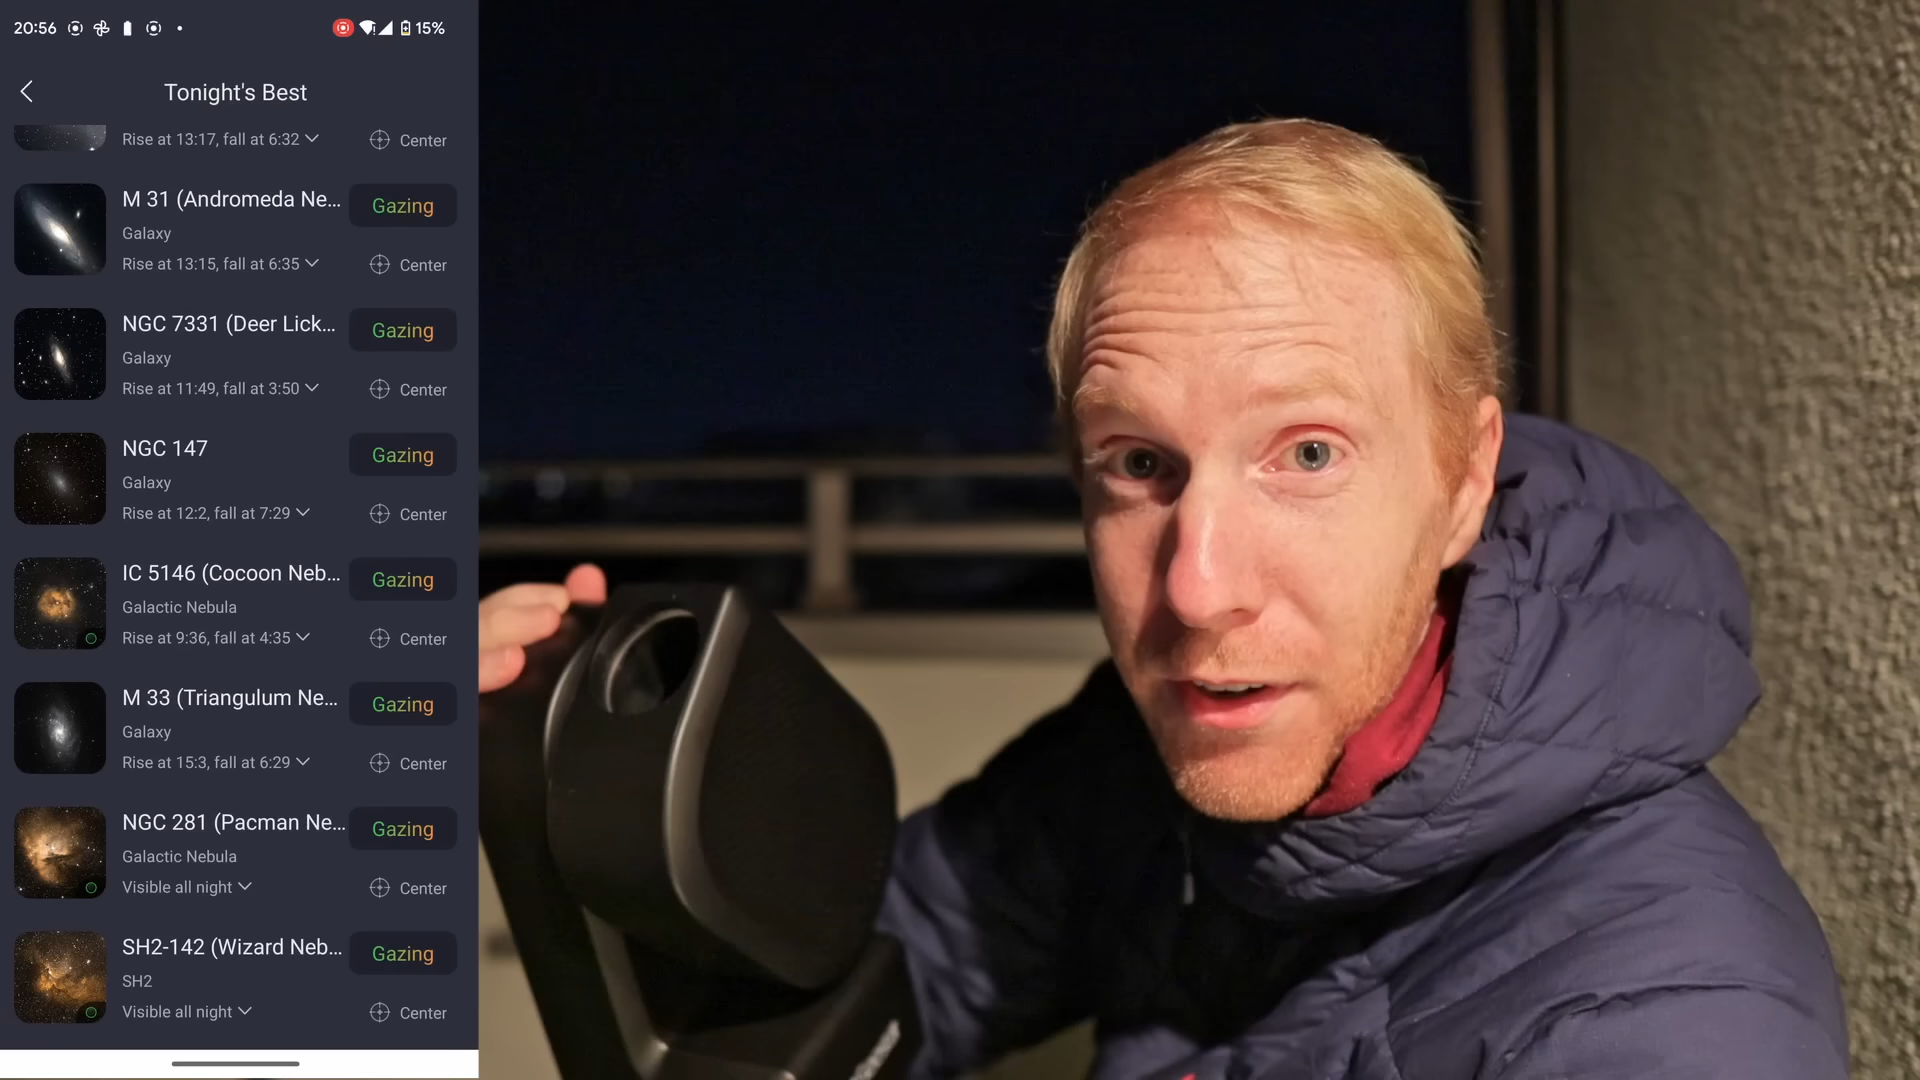 20:56
15%
Tonight's Best
Rise at 13:17, fall at 6:32
Center
M 31 (Andromeda Ne...
Gazing
Galaxy
Rise at 13:15, fall at 6:35
Center
NGC 7331 (Deer Lick...
Gazing
Galaxy
Rise at 11:49, fall at 3:50
Center
NGC 147
Gazing
Galaxy
Rise at 12:2, fall at 7:29
Center
IC 5146 (Cocoon Neb...
Gazing
Galactic Nebula
Rise at 9:36, fall at 4:35
Center
M 33 (Triangulum Ne...
Gazing
Galaxy
Rise at 15:3, fall at 6:29
Center
NGC 281 (Pacman Ne...
Gazing
Galactic Nebula
Visible all night
Center
SH2-142 (Wizard Neb...
Gazing
SH2
Visible all night
Center